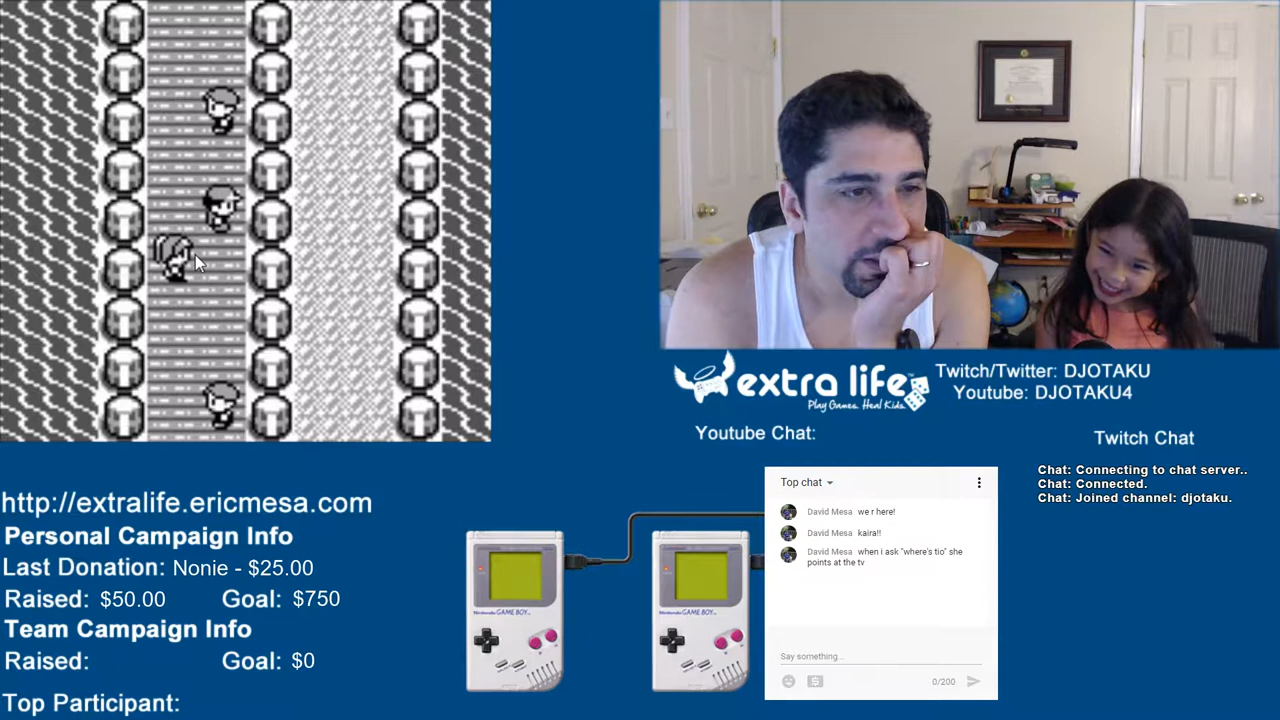 extra life
Play Games. Heal Kids.
Twitch/Twitter: DJOTAKU
Youtube: DJOTAKU4
Youtube Chat:
Twitch Chat
Chat: Connecting to chat server..
Chat: Connected.
Chat: Joined channel: djotaku.
http://extralife.ericmesa.com
Personal Campaign Info
Last Donation: Nonie - $25.00
Raised: $50.00 Goal: $750
Team Campaign Info
Raised: Goal: $0
Top Participant:
Nintendo GAME BOY
Nintendo GAME BOY
Top chat
David Mesa we r here!
David Mesa kaira!!
David Mesa when i ask "where's tio" she
points at the tv
Say something...
0/200